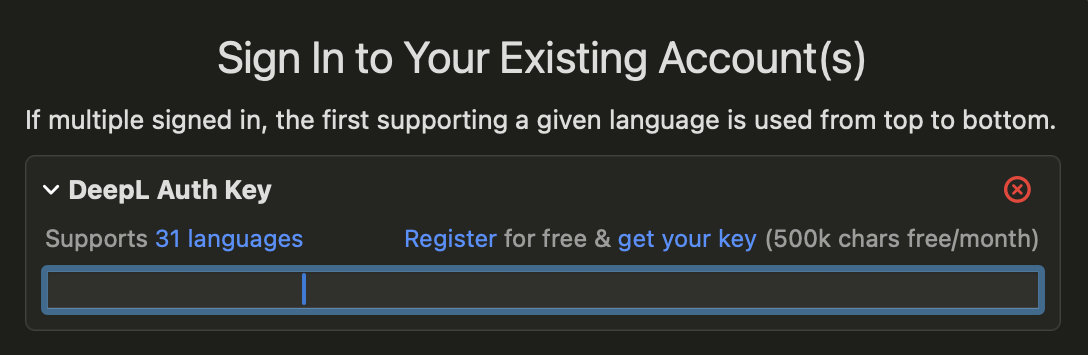 Sign In to Your Existing Account(s)
If multiple signed in, the first supporting a given language is used from top to bottom.
DeepL Auth Key
Supports 31 languages
Register for free & get your key (500k chars free/month)